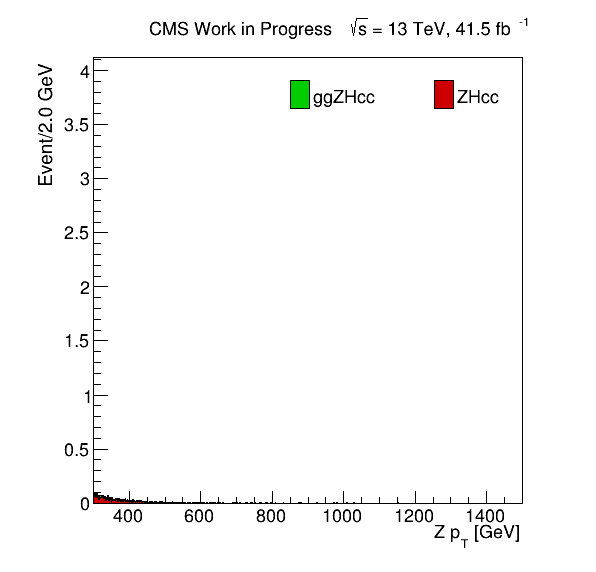 CMS Work in Progress √s = 13 TeV, 41.5 fb -1
Event/2.0 GeV
ggZHcc ZHcc
4
3.5
3
2.5
2
1.5
1
0.5
0
400 600 800 1000 1200 1400
Z pT [GeV]